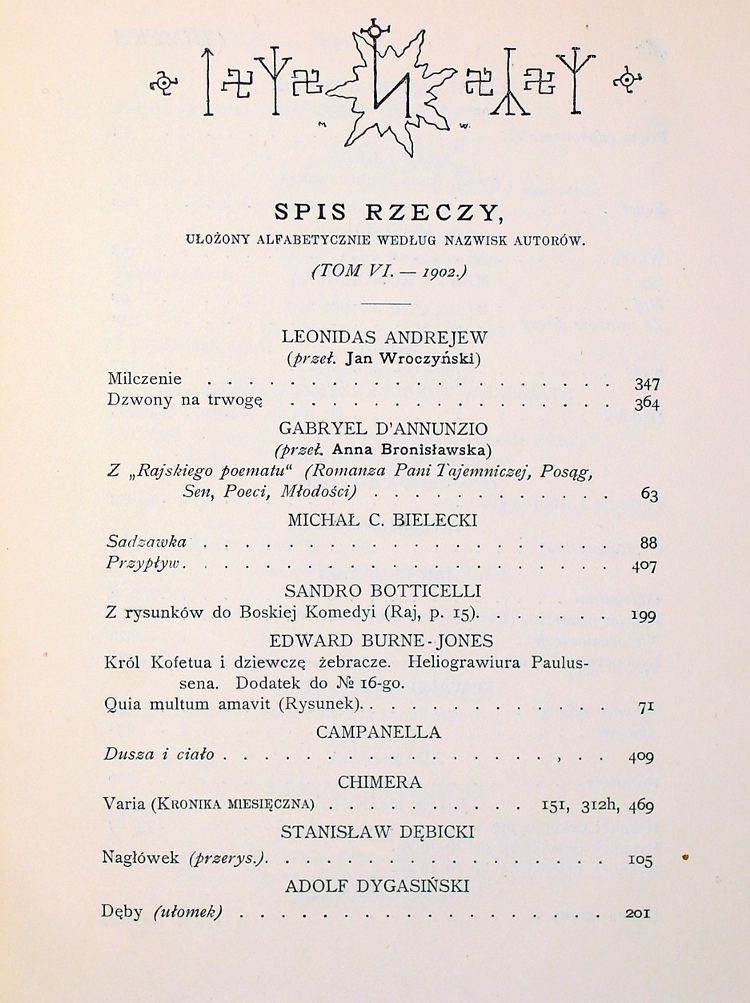 M W.
SPIS RZECZY,
UŁOŻONY ALFABETYCZNIE WEDŁUG NAZWISK AUTORÓW.
(TOM VI. — 1902.)
LEONIDAS ANDREJEW
(przeł. Jan Wroczyński)
Milczenie . . . . . . . . . . . . . . . . . . . . 347
Dzwony na trwogę . . . . . . . . . . . . . . . . 364
GABRYEL D'ANNUNZIO
(przeł. Anna Bronisławska)
Z „Rajskiego poematu“ (Romanza Pani Tajemniczej, Posąg,
Sen, Poeci, Młodości) . . . . . . . . . . . . 63
MICHAŁ C. BIELECKI
Sadzawka . . . . . . . . . . . . . . . . . . . . 88
Przypływ . . . . . . . . . . . . . . . . . . . . 407
SANDRO BOTTICELLI
Z rysunków do Boskiej Komedyi (Raj, p. 15). . . . . . . 199
EDWARD BURNE-JONES
Król Kofetua i dziewczę żebracze. Heliograwiura Paulus-
sena. Dodatek do № 16-go.
Quia multum amavit (Rysunek). . . . . . . . . . . . . 71
CAMPANELLA
Dusza i ciało . . . . . . . . . . . . . . . . , . . 409
CHIMERA
Varia (KRONIKA MIESIĘCZNA) . . . . . . . . . . 151, 312h, 469
STANISŁAW DĘBICKI
Nagłówek (przerys.). . . . . . . . . . . . . . . . . 105
ADOLF DYGASIŃSKI
Dęby (ułomek) . . . . . . . . . . . . . . . . . . 201